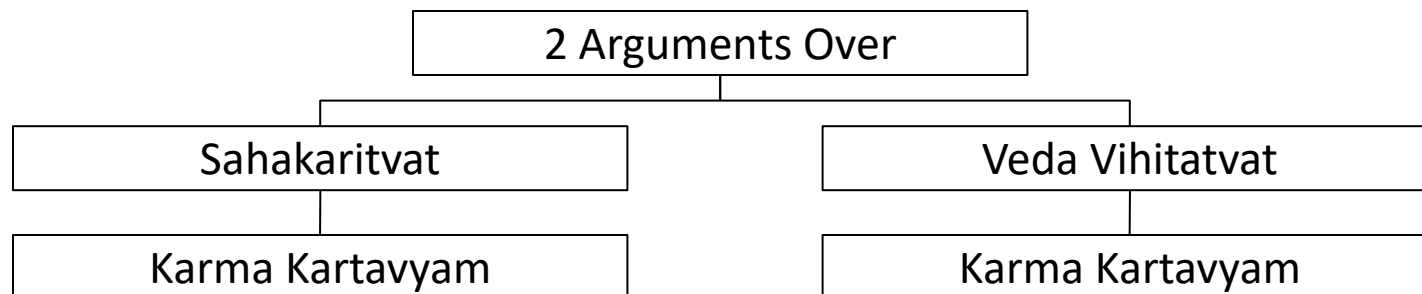 2 Arguments Over
Sahakaritvat
Veda Vihitatvat
Karma Kartavyam
Karma Kartavyam